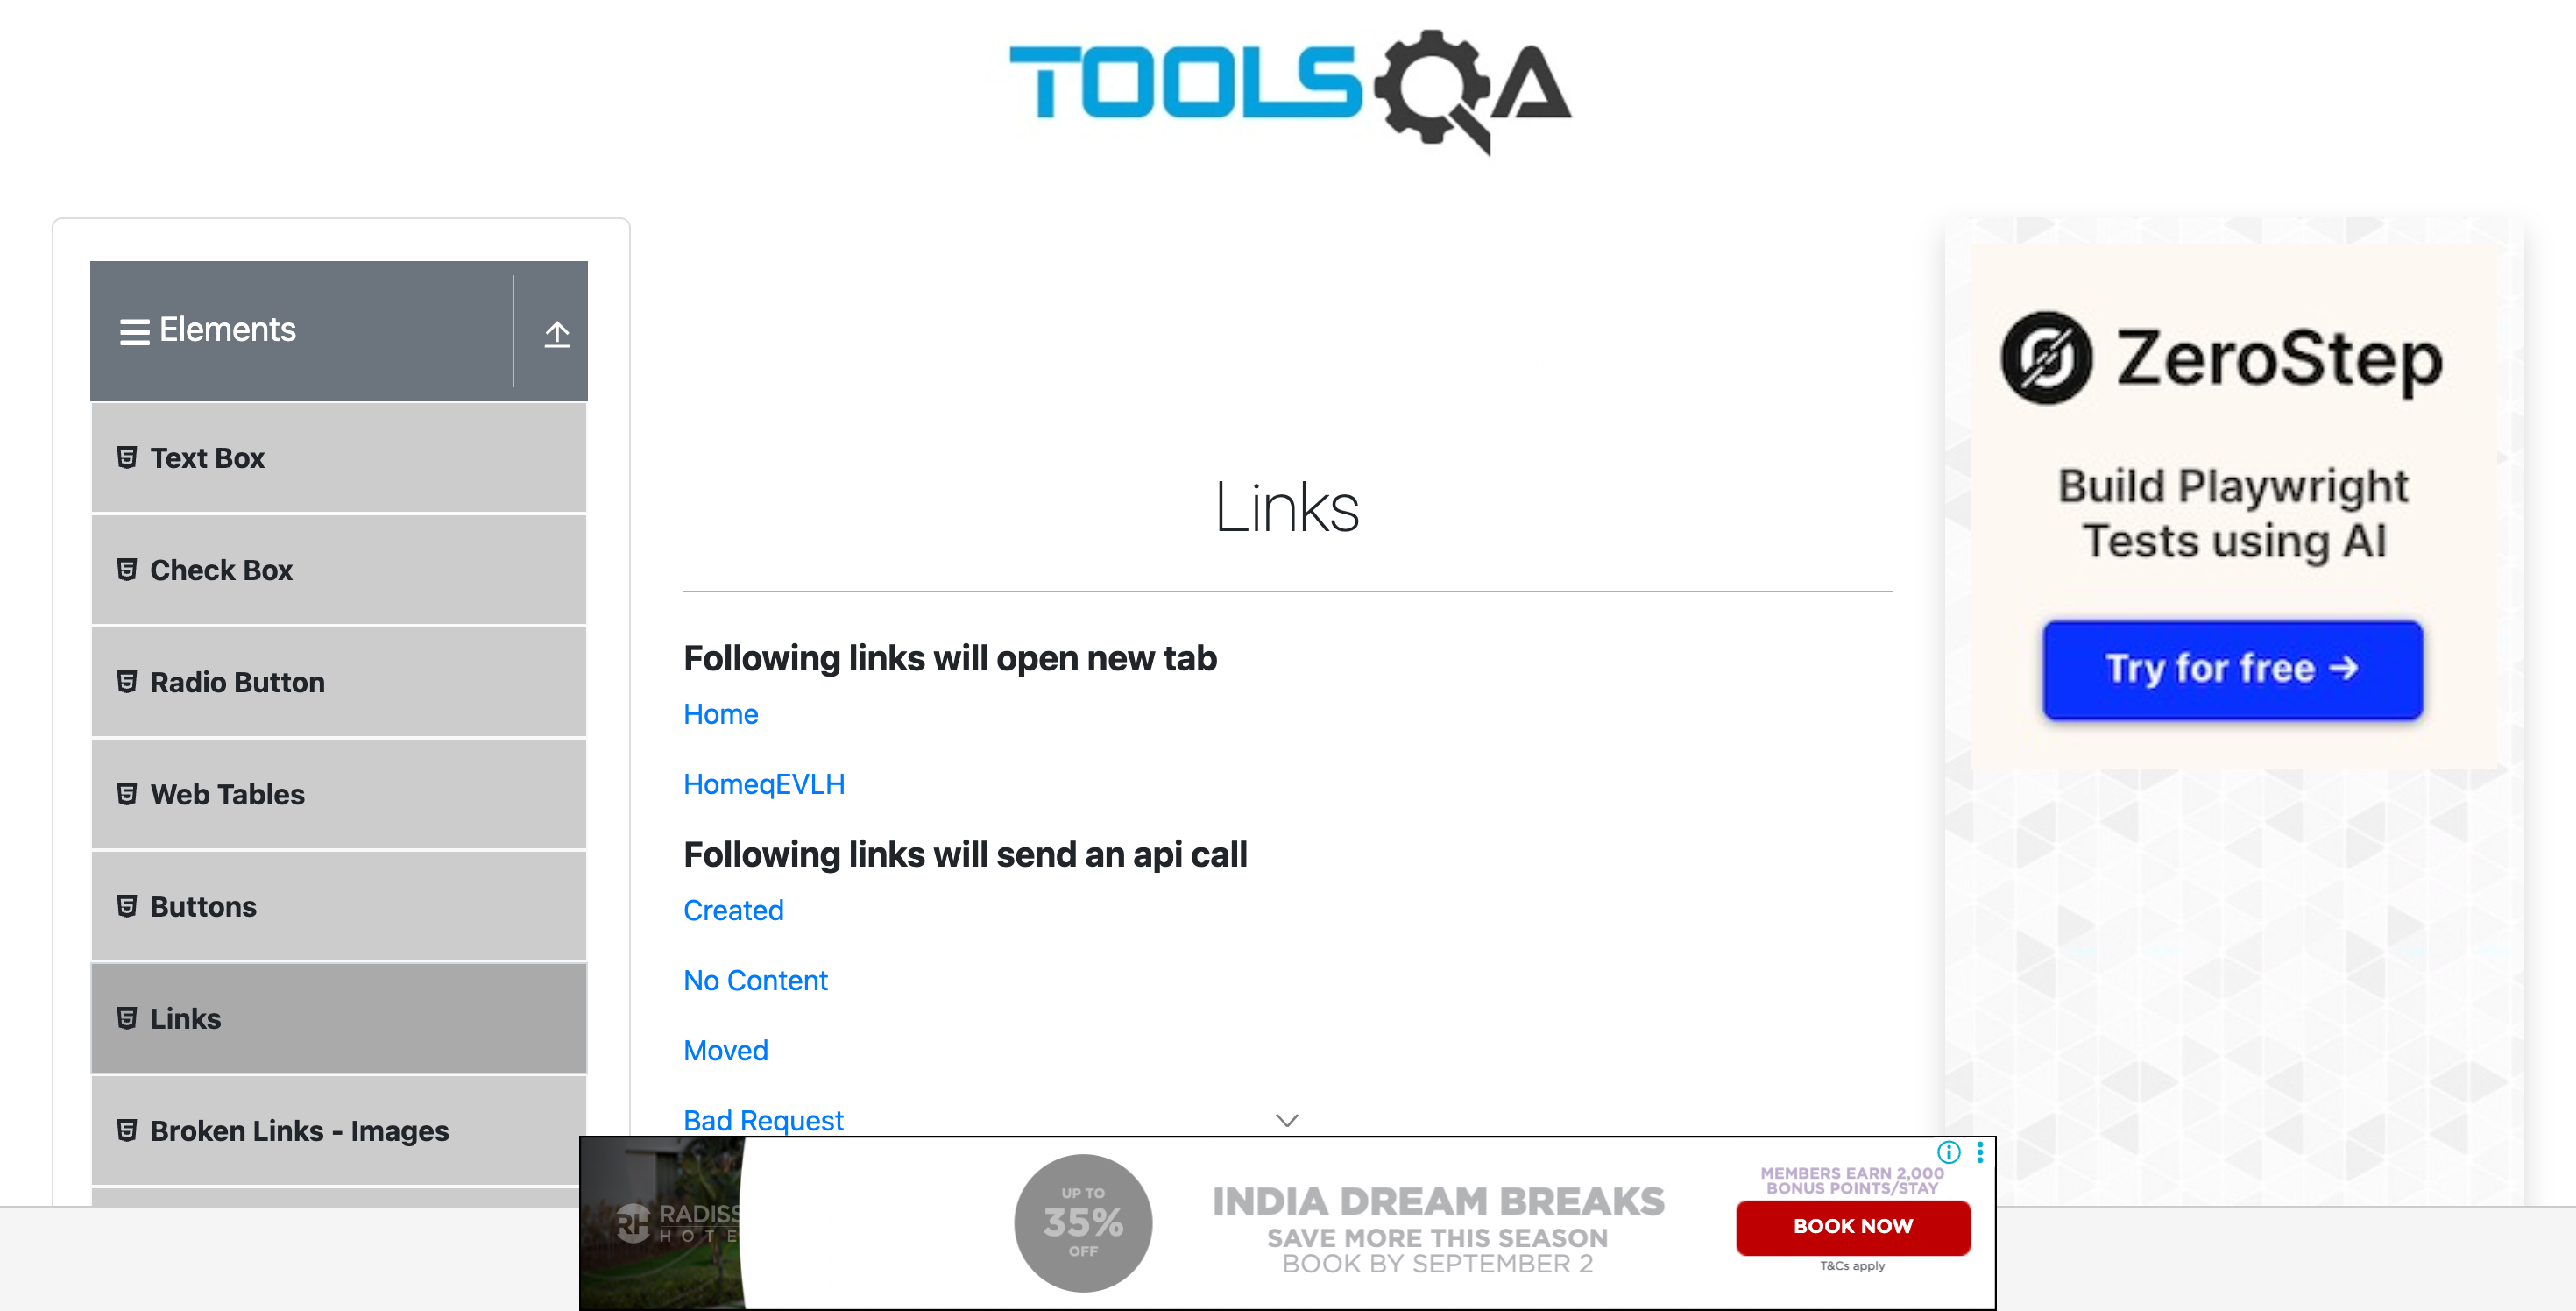 TOOLSQA
Elements
Text Box
Check Box
Radio Button
Web Tables
Buttons
Links
Broken Links - Images
Links
Following links will open new tab
Home
HomeqEVLH
Following links will send an api call
Created
No Content
Moved
Bad Request
ZeroStep
Build Playwright
Tests using AI
Try for free →
RH
UP TO
35%
OFF
INDIA DREAM BREAKS
SAVE MORE THIS SEASON
BOOK BY SEPTEMBER 2
MEMBERS EARN 2,000
BONUS POINTS/STAY
BOOK NOW
T&Cs apply